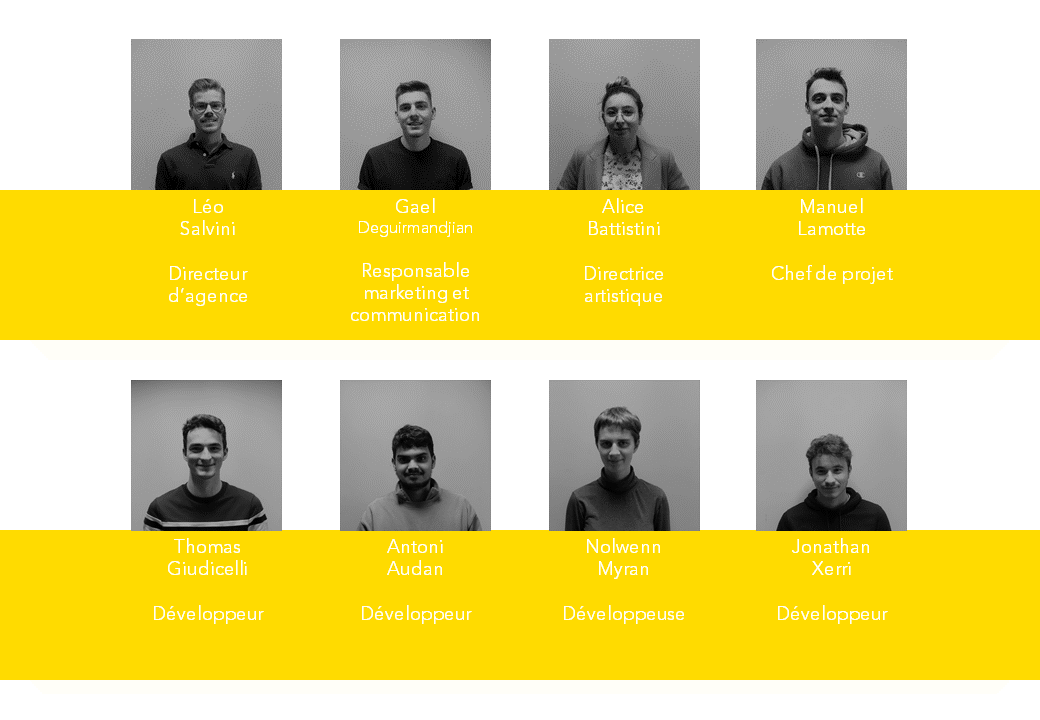 Léo
Salvini
Directeur
d'agence
Gael
Deguirmandjian
Responsable
marketing et
communication
Alice
Battistini
Directrice
artistique
Manuel
Lamotte
Chef de projet
Thomas
Giudicelli
Développeur
Antoni
Audan
Développeur
Nolwenn
Myran
Développeuse
Jonathan
Xerri
Développeur